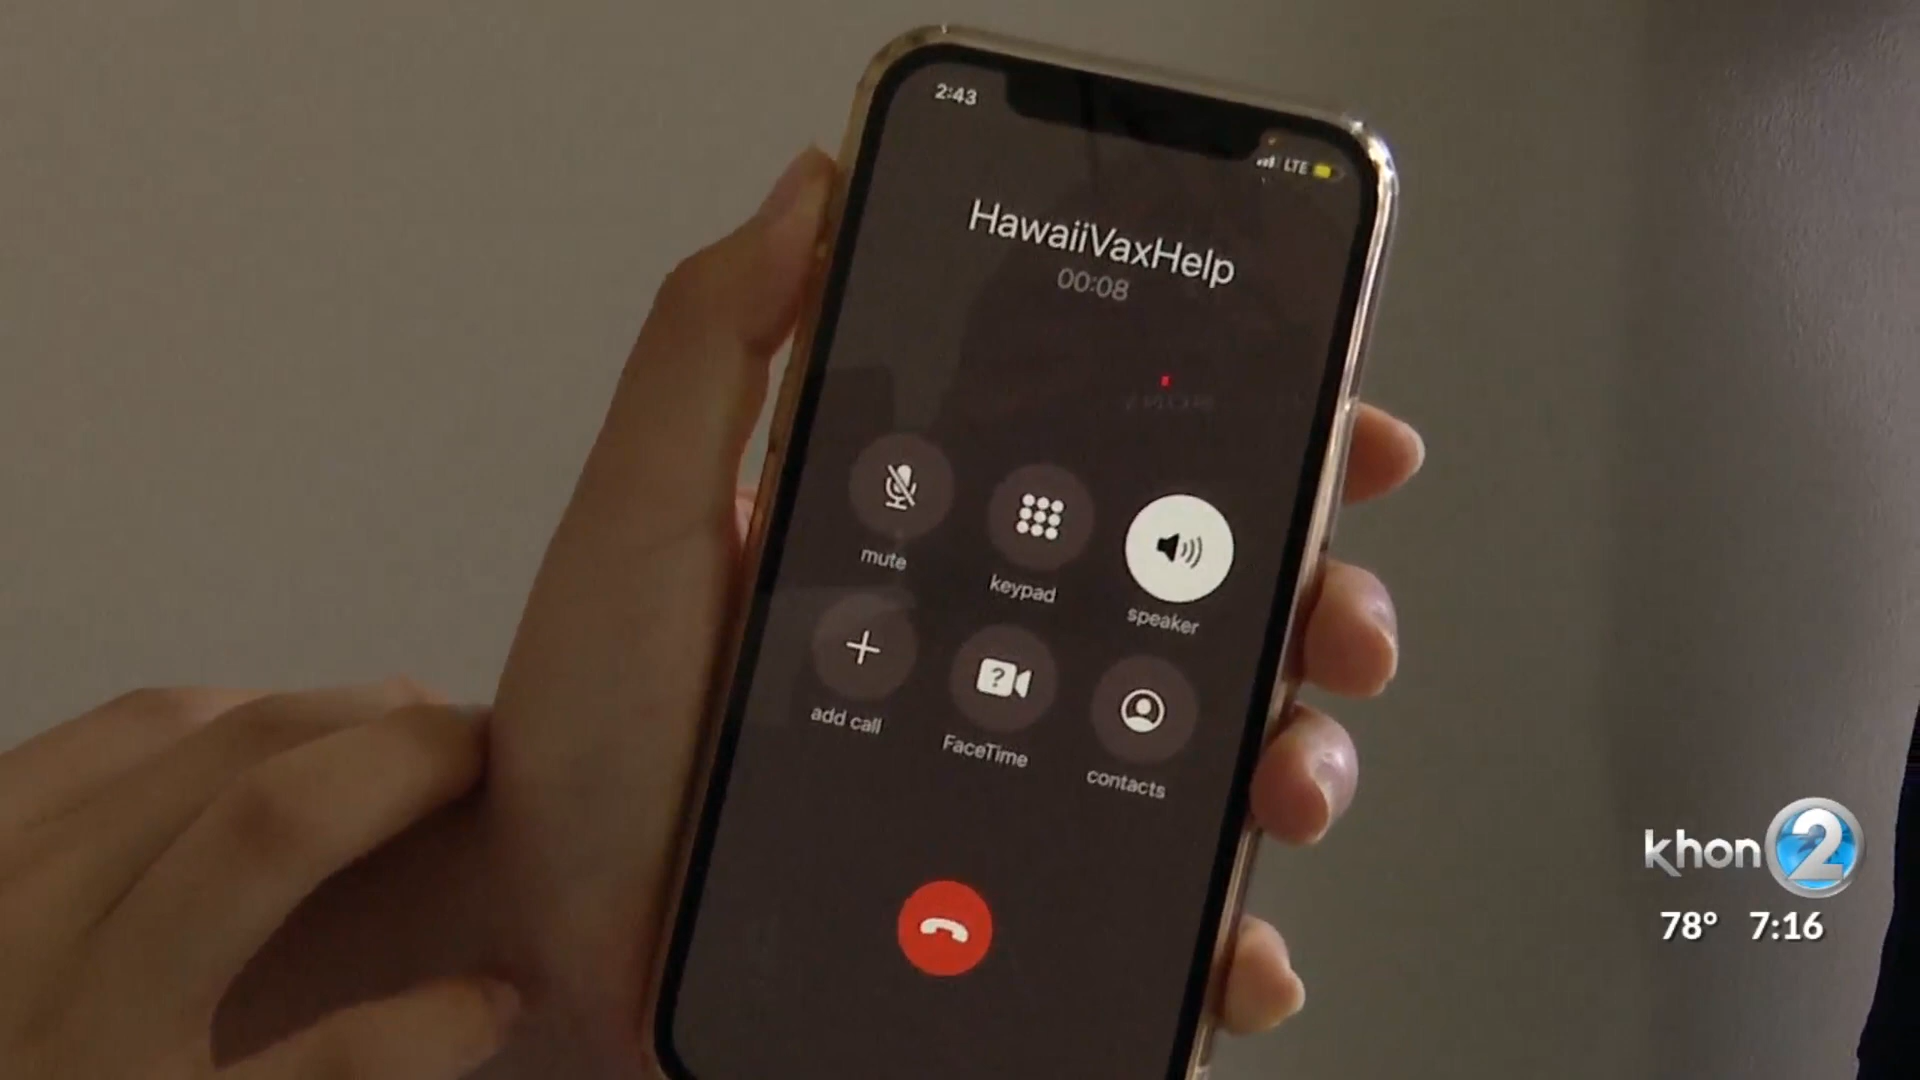 2:43
LTE
HawaiiVaxHelp
00:08
mute
keypad
speaker
add call
FaceTime
contacts
khon2
78° 7:16